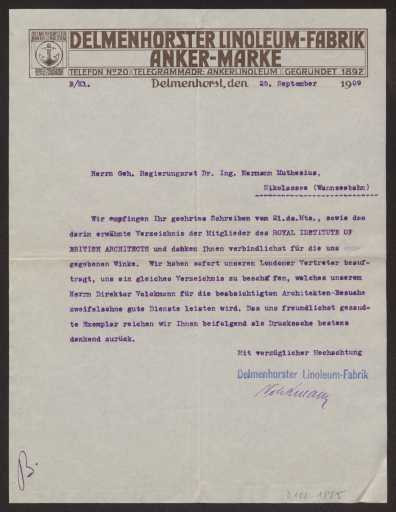 DELMENHORSTER LINOLEUM-FABRIK
ANKER-MARKE
TELEFON No 20 TELEGRAMMADR: ANKERLINOLEUM GEGRÜNDET 1892
B/Kl.
Delmenhorst, den 25. September 1909
Herrn Geh. Regierungsrat Dr. Ing. Hermann Muthesius,
Nikolassee (Wannseebahn)
Wir empfingen Ihr geehrtes Schreiben vom 21.ds.Mts., sowie das
darin erwähnte Verzeichnis der Mitglieder des ROYAL INSTITUTE OF
BRITISH ARCHITECTS und danken Ihnen verbindlichst für die uns
gegebenen Winke. Wir haben sofort unseren Londoner Vertreter beauf-
tragt, uns ein gleiches Verzeichnis zu beschaffen, welches unserem
Herrn Direktor Volckmann für die beabsichtigten Architekten-Besuche
zweifelsohne gute Dienste leisten wird. Das uns freundlichst gesand-
te Exemplar reichen wir Ihnen beifolgend als Drucksache bestens
dankend zurück.
Mit vorzüglicher Hochachtung
Delmenhorster Linoleum-Fabrik
Volckmann
B.